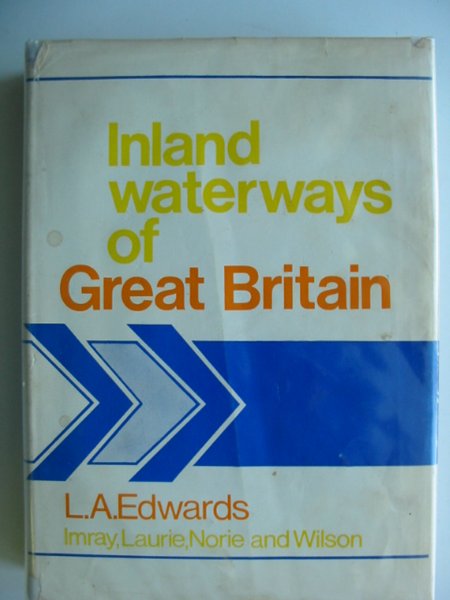 Inland
waterways
of
Great Britain
L.A.Edwards
Imray,Laurie,Norie and Wilson